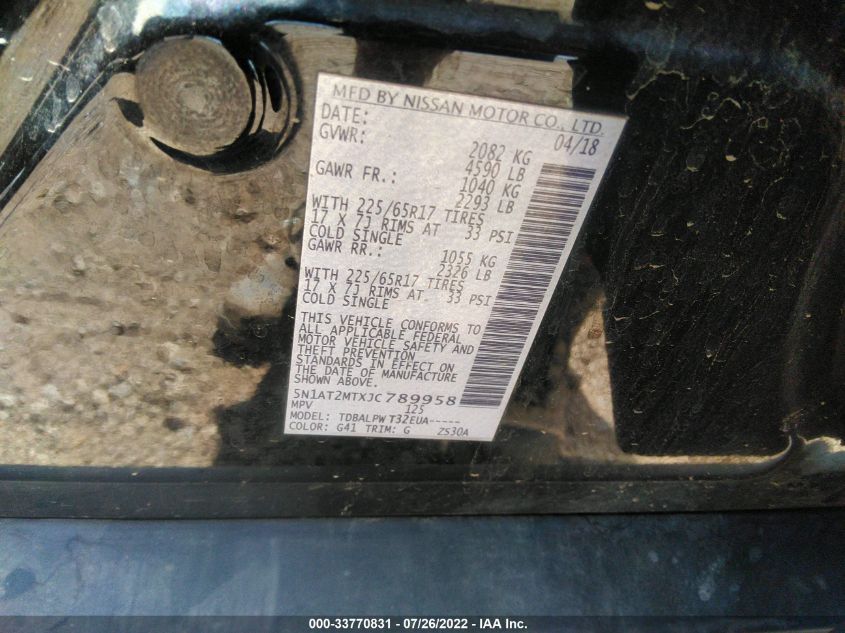 MFD BY NISSAN MOTOR CO., LTD.
DATE: 04/18
GVWR: 2082 KG
4590 LB
GAWR FR.: 1040 KG
2293 LB
WITH 225/65R17 TIRES
17 X 7J RIMS AT 33 PSI
COLD SINGLE
GAWR RR.: 1055 KG
2326 LB
WITH 225/65R17 TIRES
17 X 7J RIMS AT 33 PSI
COLD SINGLE
THIS VEHICLE CONFORMS TO
ALL APPLICABLE FEDERAL
MOTOR VEHICLE SAFETY AND
THEFT PREVENTION
STANDARDS IN EFFECT ON
THE DATE OF MANUFACTURE
SHOWN ABOVE.
5N1AT2MTXJC789958
MPV 125
MODEL: TDBALPW T32EUA-----
COLOR: G41 TRIM: G ZS30A
000-33770831 - 07/26/2022 - IAA Inc.